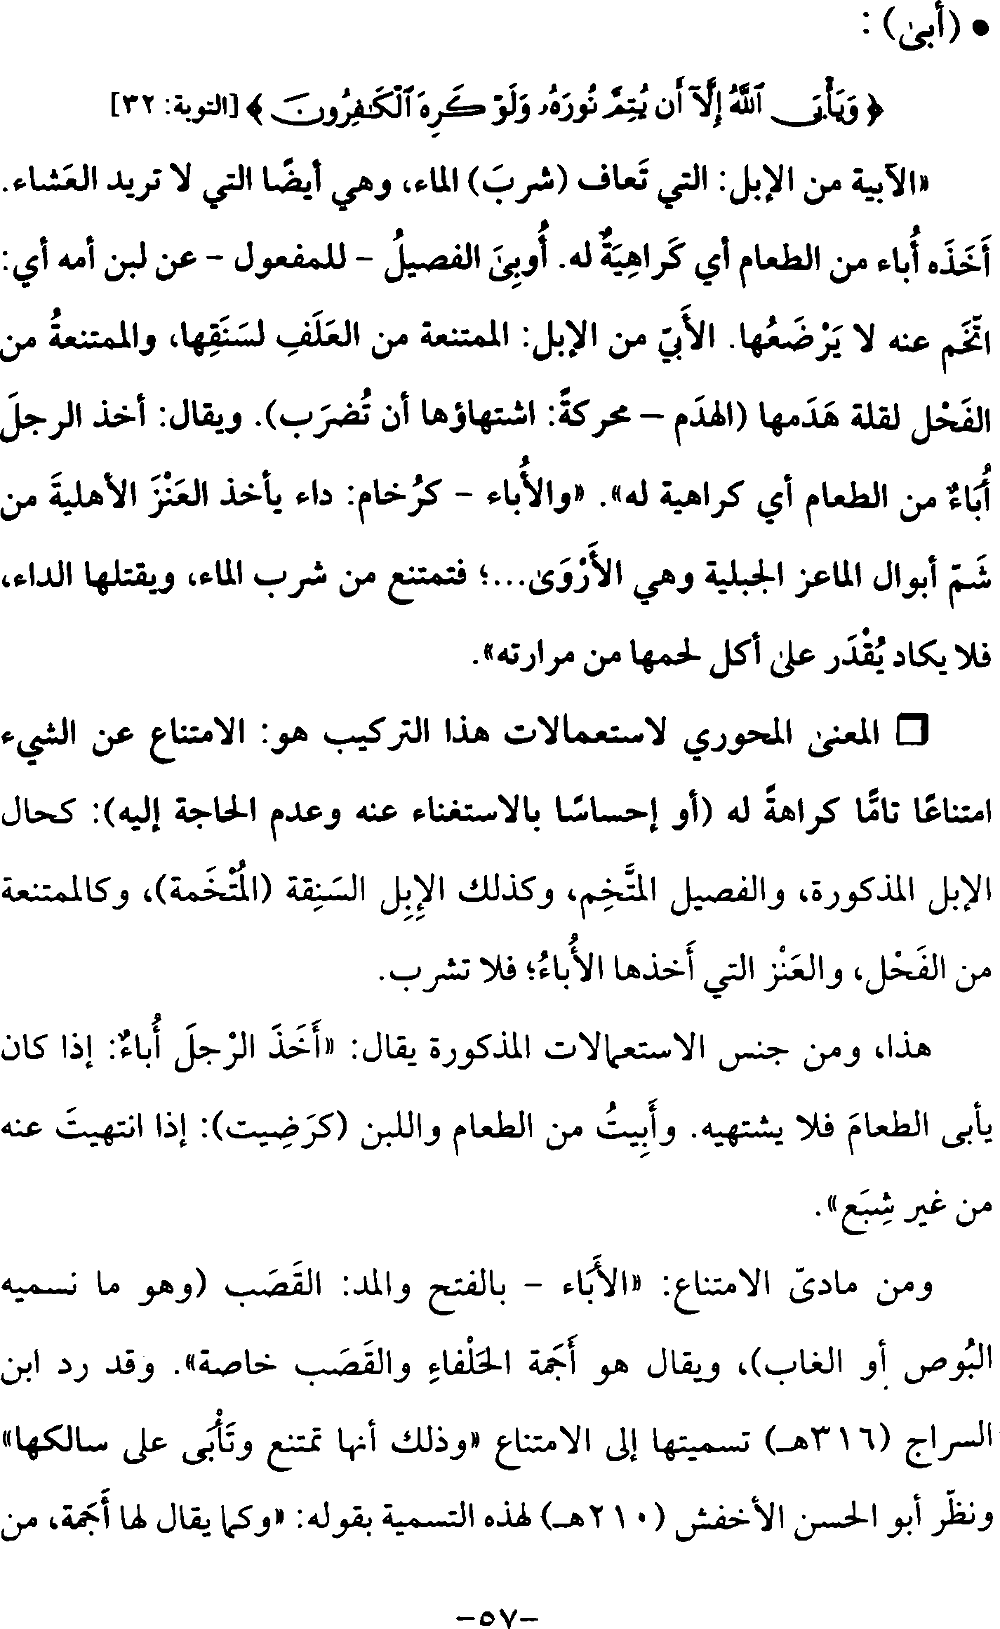 • (أبى) :
﴿ وَيَأْبَى ٱللَّهُ إِلَّآ أَن يُتِمَّ نُورَهُۥ وَلَوْ كَرِهَ ٱلْكَٰفِرُونَ ﴾ [التوبة: ٣٢]
«الآبية من الإبل: التي تَعاف (شربَ) الماء، وهي أيضًا التي لا تريد العَشاء.
أَخَذَه أُباء من الطعام أي كَراهِيَةٌ له. أُوبِىَ الفصيلُ - للمفعول - عن لبن أمه أي:
اتّخَم عنه لا يَرْضَعُها. الأَبيّ من الإبل: الممتنعة من العَلَفِ لسَنَقِها، والممتنعةُ من
الفَحْل لقلة هَدَمها (الهدَم – محركةً: اشتهاؤها أن تُضرَب). ويقال: أخذ الرجلَ
أُبَاءٌ من الطعام أي كراهية له». «والأُباء - كرُخام: داء يأخذ العَنْزَ الأهليةَ من
شَمّ أبوال الماعز الجبلية وهي الأَرْوَىٰ...؛ فتمتنع من شرب الماء، ويقتلها الداء،
فلا يكاد يُقْدَر علىٰ أكل لحمها من مرارته».
❒ المعنىٰ المحوري لاستعمالات هذا التركيب هو: الامتناع عن الشيء
امتناعًا تامًّا كراهةً له (أو إحساسًا بالاستغناء عنه وعدم الحاجة إليه): كحال
الإبل المذكورة، والفصيل المتَّخِم، وكذلك الإِبِل السَنِقة (المُتْخَمة)، وكالممتنعة
من الفَحْل، والعَنْز التي أَخذها الأُباءُ؛ فلا تشرب.
هذا، ومن جنس الاستعمالات المذكورة يقال: «أَخَذَ الرْجلَ أُباءٌ: إذا كان
يأبى الطعامَ فلا يشتهيه. وأَبِيتُ من الطعام واللبن (كرَضِيت): إذا انتهيتَ عنه
من غير شِبَع».
ومن مادىّ الامتناع: «الأَبَاء - بالفتح والمد: القَصَب (وهو ما نسميه
البُوص أو الغاب)، ويقال هو أَجَمَة الحَلْفاءِ والقَصَب خاصة». وقد رد ابن
السراج (٣١٦هـ) تسميتها إلى الامتناع «وذلك أنها تمتنع وتَأْبَى على سالكها»
ونظّر أبو الحسن الأخفش (٢١٠هـ) لهذه التسمية بقوله: «وكما يقال لها أَجَمَة، من
-٥٧-